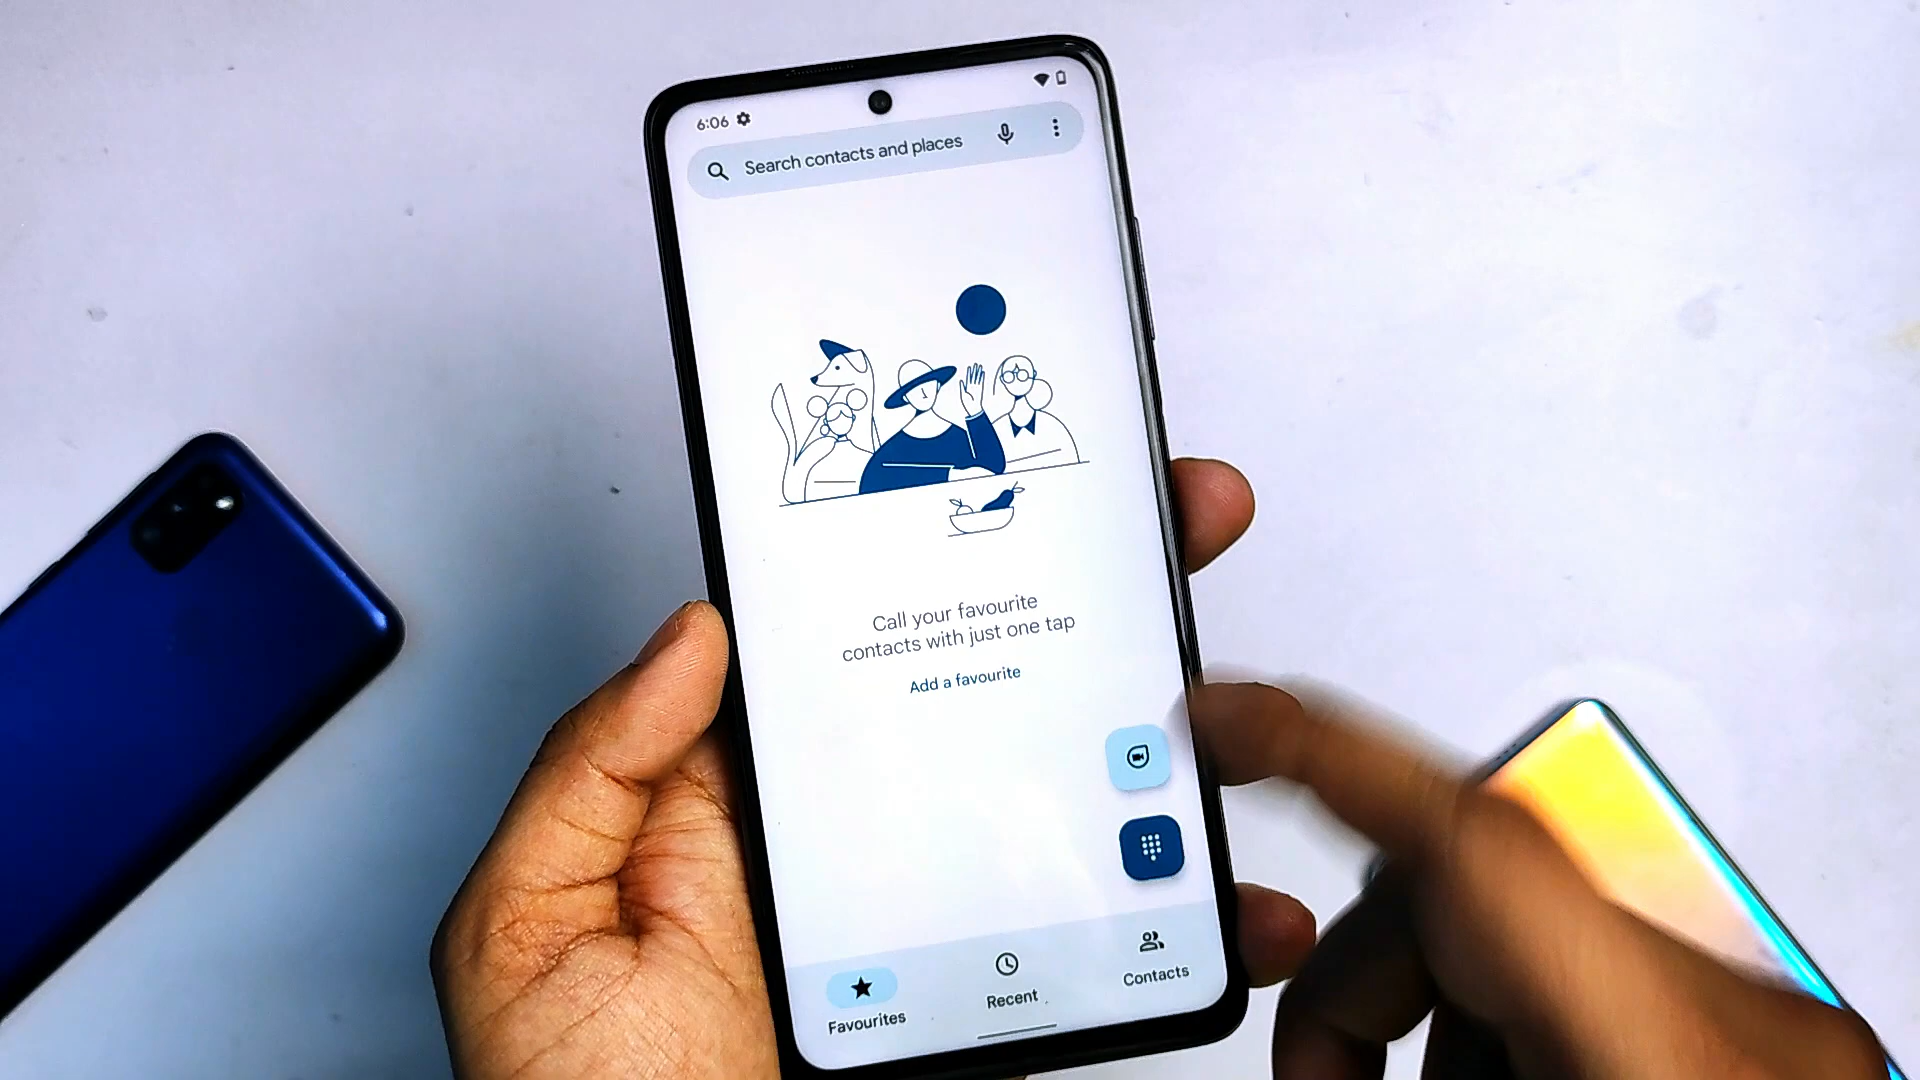 6:06
Search contacts and places
Call your favourite
contacts with just one tap
Add a favourite
Favourites
Recent
Contacts